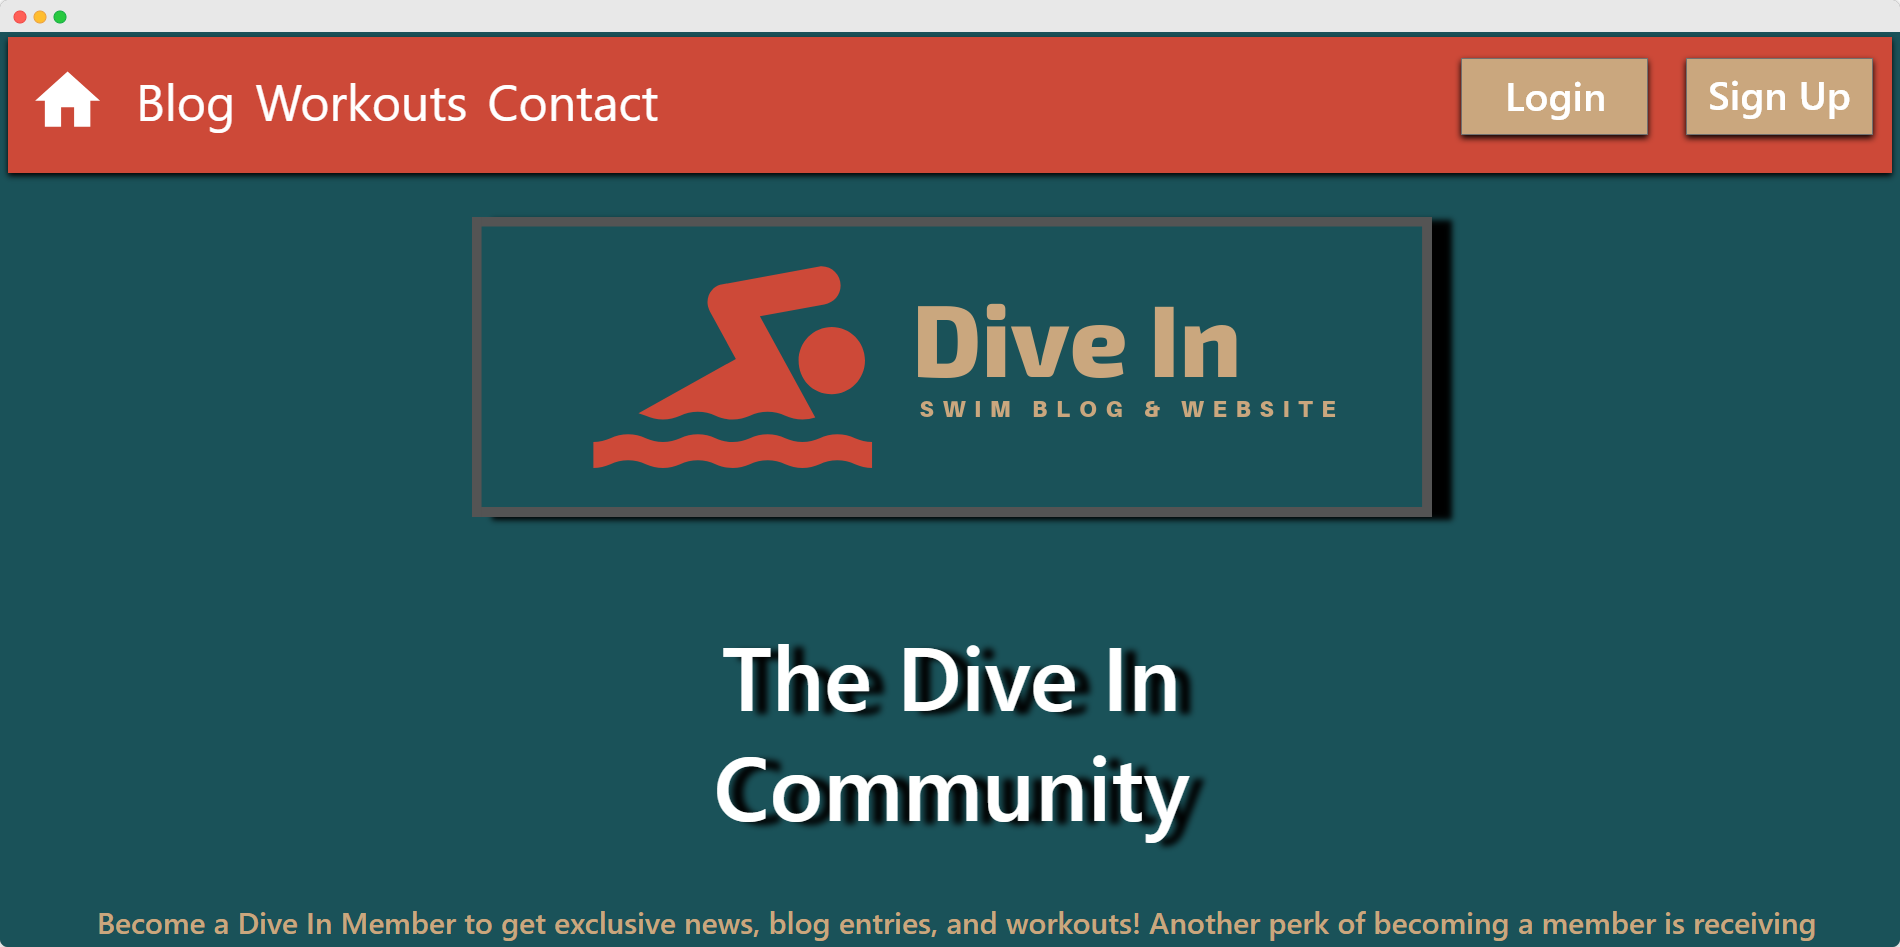 Blog Workouts Contact Login Sign Up
Dive In
SWIM BLOG & WEBSITE
The Dive In
Community
Become a Dive In Member to get exclusive news, blog entries, and workouts! Another perk of becoming a member is receiving